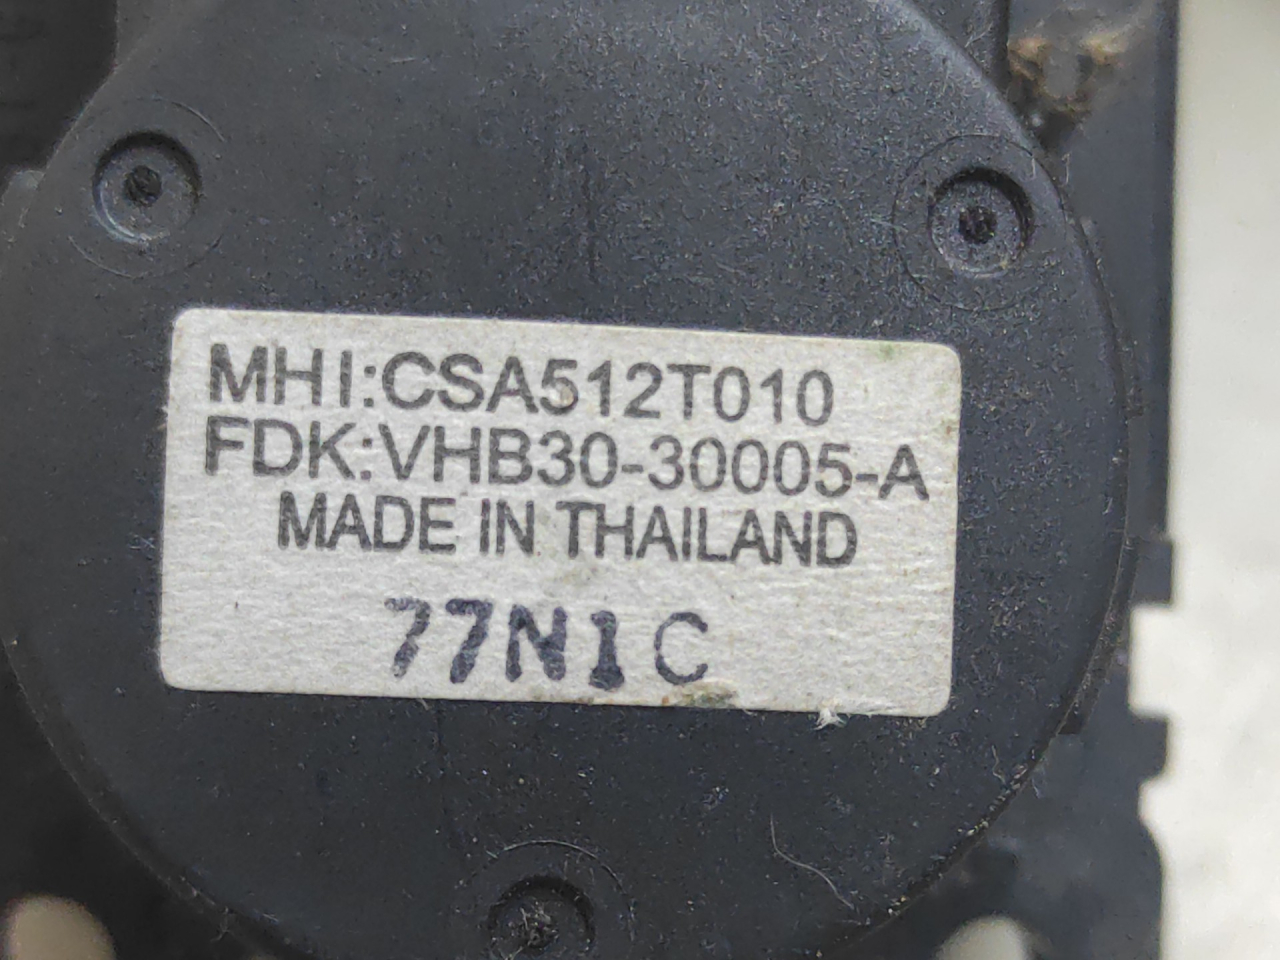 MHI:CSA512T010
FDK:VHB30-30005-A
MADE IN THAILAND
77N1C